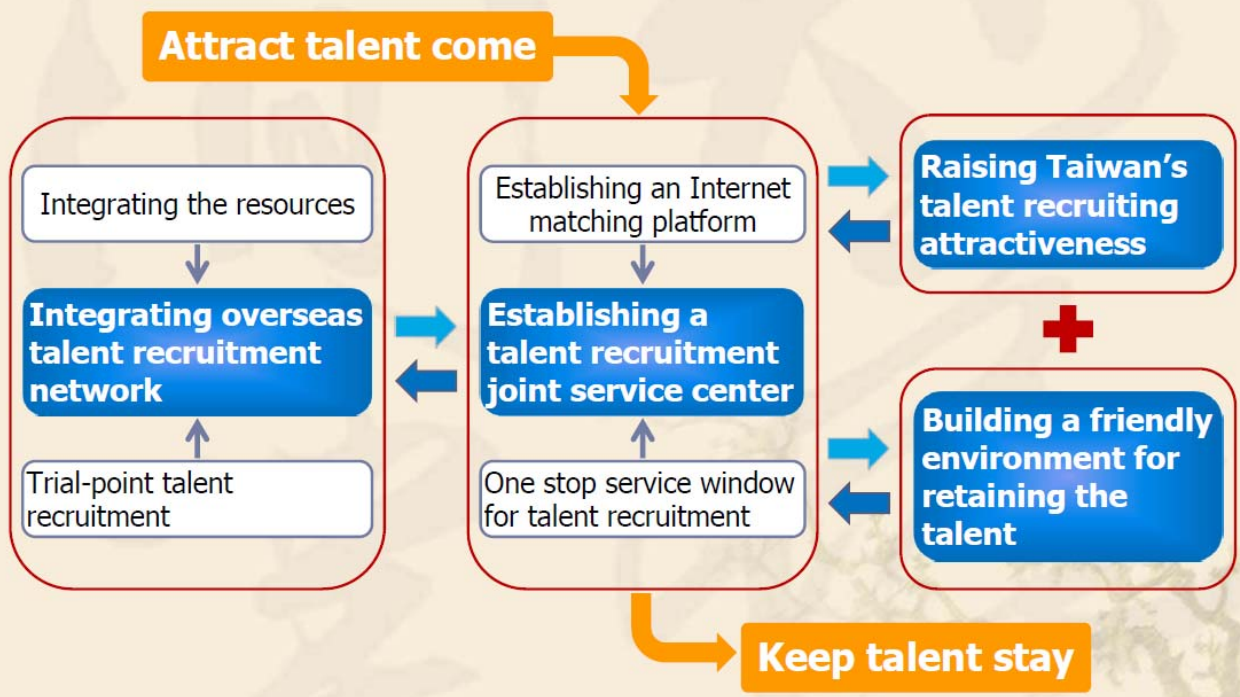 Attract talent come
Integrating the resources
Integrating overseas
talent recruitment
network
Trial-point talent
recruitment
Establishing an Internet
matching platform
Establishing a
talent recruitment
joint service center
One stop service window
for talent recruitment
Raising Taiwan's
talent recruiting
attractiveness
Building a friendly
environment for
retaining the
talent
Keep talent stay